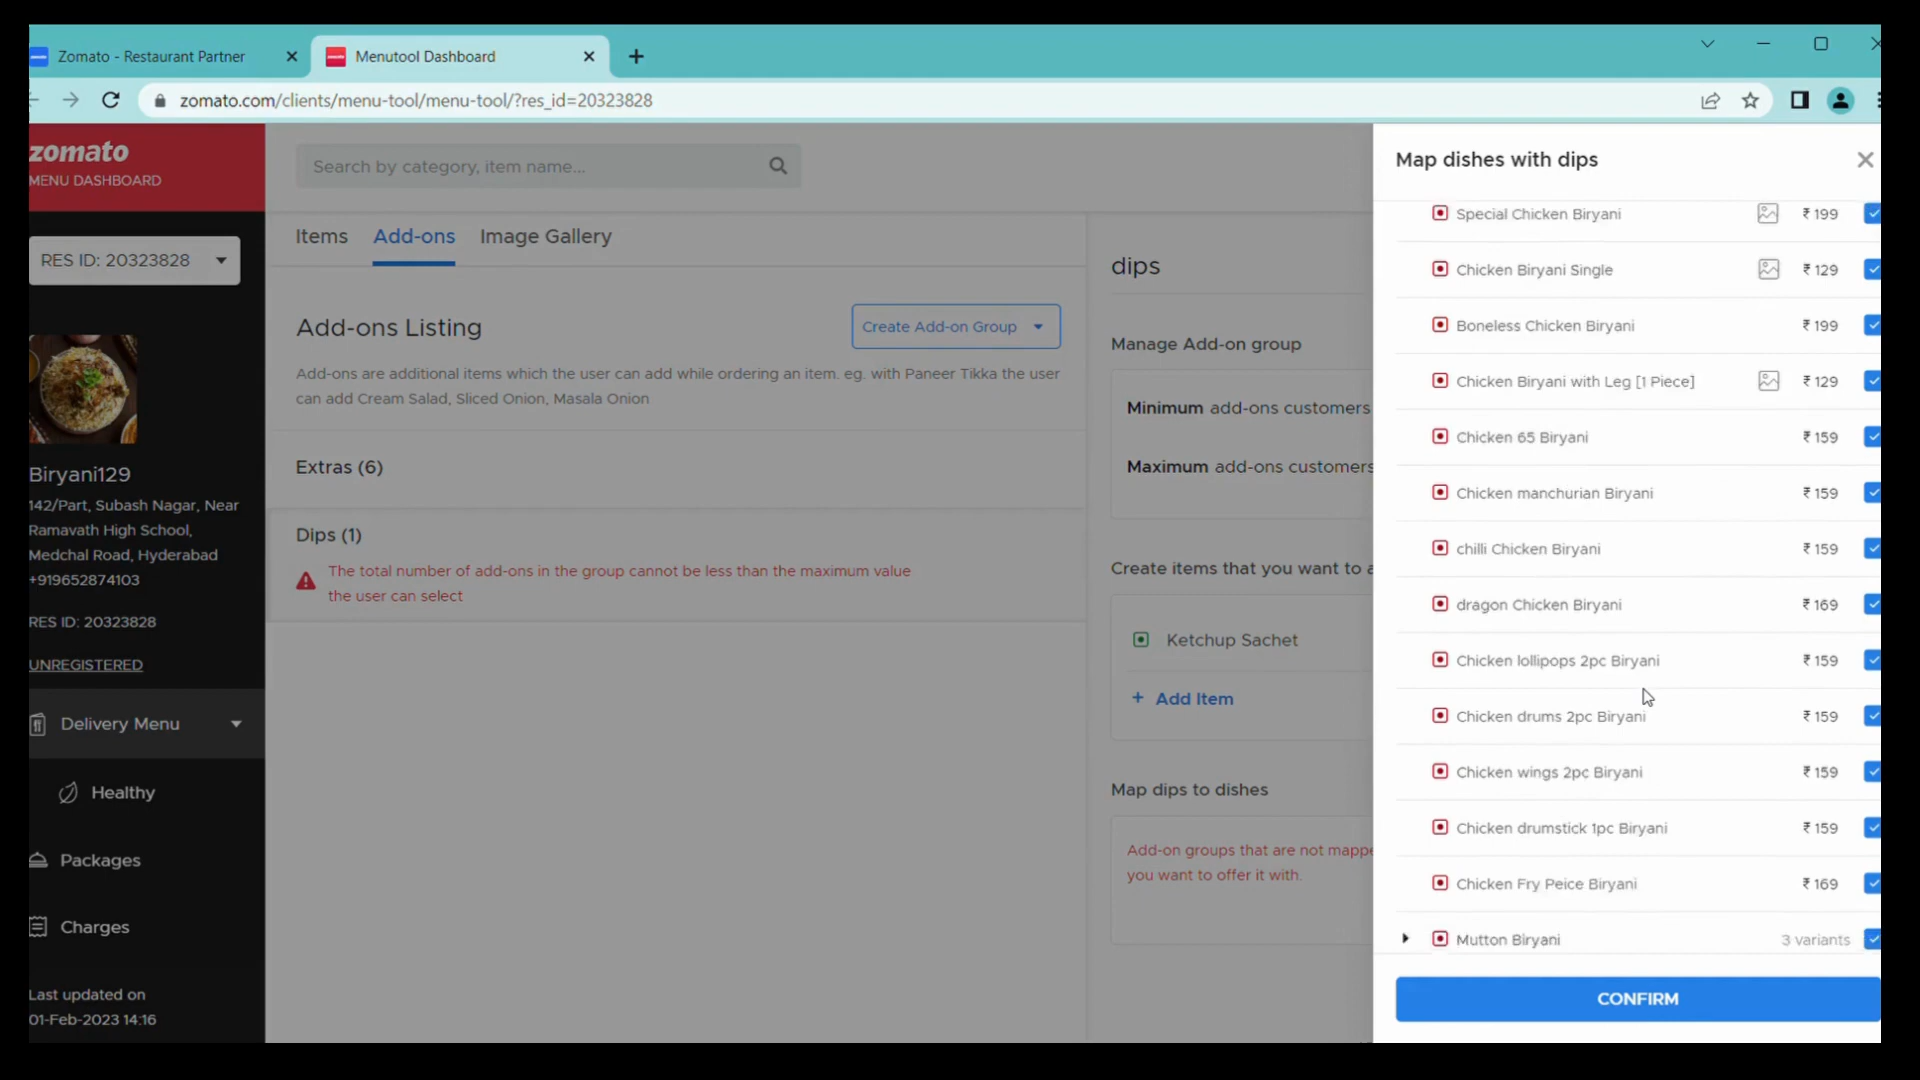 Zomato - Restaurant Partner
Menutool Dashboard
zomato.com/clients/menu-tool/menu-tool/?res_id=20323828
zomato
MENU DASHBOARD
RES ID: 20323828
Biryani129
142/Part, Subash Nagar, Near
Ramavath High School,
Medchal Road, Hyderabad
+919652874103
RES ID: 20323828
UNREGISTERED
Delivery Menu
Healthy
Packages
Charges
Last updated on
01-Feb-2023 14:16
Search by category, item name...
Items Add-ons Image Gallery
Add-ons Listing
Create Add-on Group
Add-ons are additional items which the user can add while ordering an item. eg. with Paneer Tikka the user
can add Cream Salad, Sliced Onion, Masala Onion
Extras (6)
Dips (1)
The total number of add-ons in the group cannot be less than the maximum value
the user can select
dips
Manage Add-on group
Minimum add-ons customers
Maximum add-ons customers
Create items that you want to a
Ketchup Sachet
+ Add Item
Map dips to dishes
Add-on groups that are not mappe
you want to offer it with.
Map dishes with dips
Special Chicken Biryani ₹199
Chicken Biryani Single ₹129
Boneless Chicken Biryani ₹199
Chicken Biryani with Leg [1 Piece] ₹129
Chicken 65 Biryani ₹159
Chicken manchurian Biryani ₹159
chilli Chicken Biryani ₹159
dragon Chicken Biryani ₹169
Chicken lollipops 2pc Biryani ₹159
Chicken drums 2pc Biryani ₹159
Chicken wings 2pc Biryani ₹159
Chicken drumstick 1pc Biryani ₹159
Chicken Fry Peice Biryani ₹169
Mutton Biryani 3 variants
CONFIRM